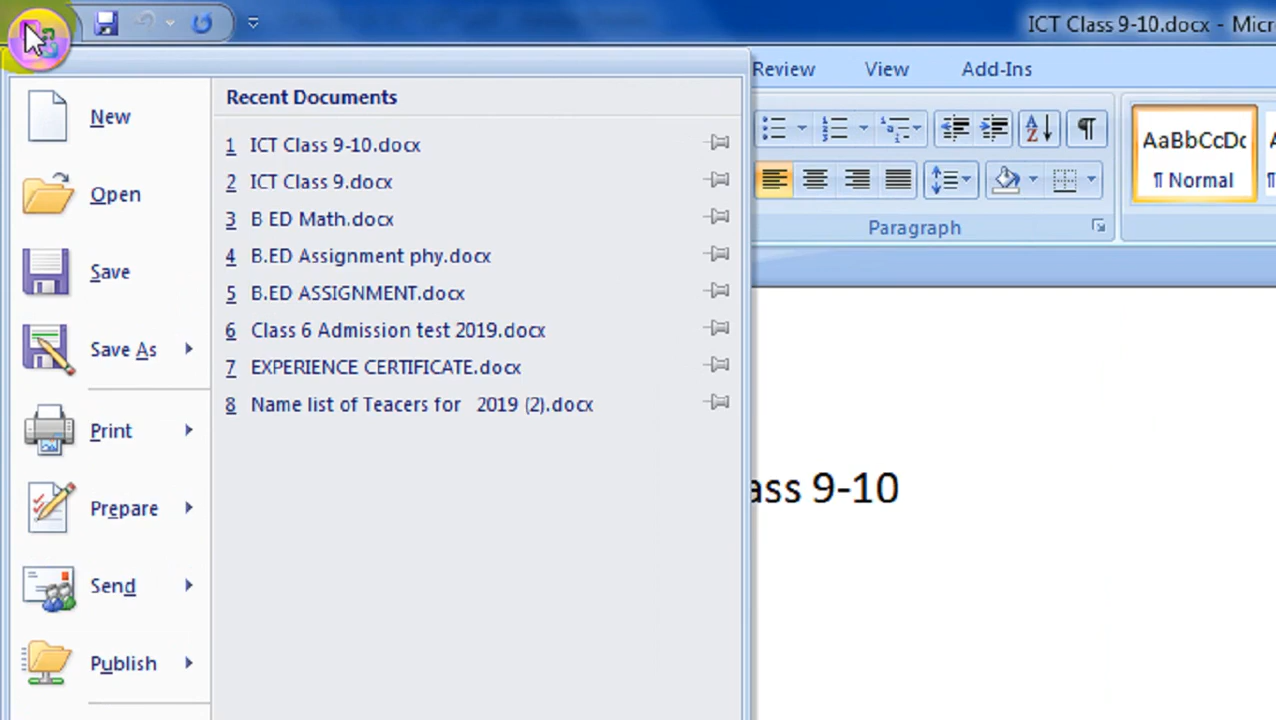 ICT Class 9-10.docx - Micr
Review View Add-Ins
New
Open
Save
Save As
Print
Prepare
Send
Publish
Recent Documents
1 ICT Class 9-10.docx
2 ICT Class 9.docx
3 B ED Math.docx
4 B.ED Assignment phy.docx
5 B.ED ASSIGNMENT.docx
6 Class 6 Admission test 2019.docx
7 EXPERIENCE CERTIFICATE.docx
8 Name list of Teacers for 2019 (2).docx
AaBbCcDc
¶ Normal
Paragraph
ass 9-10